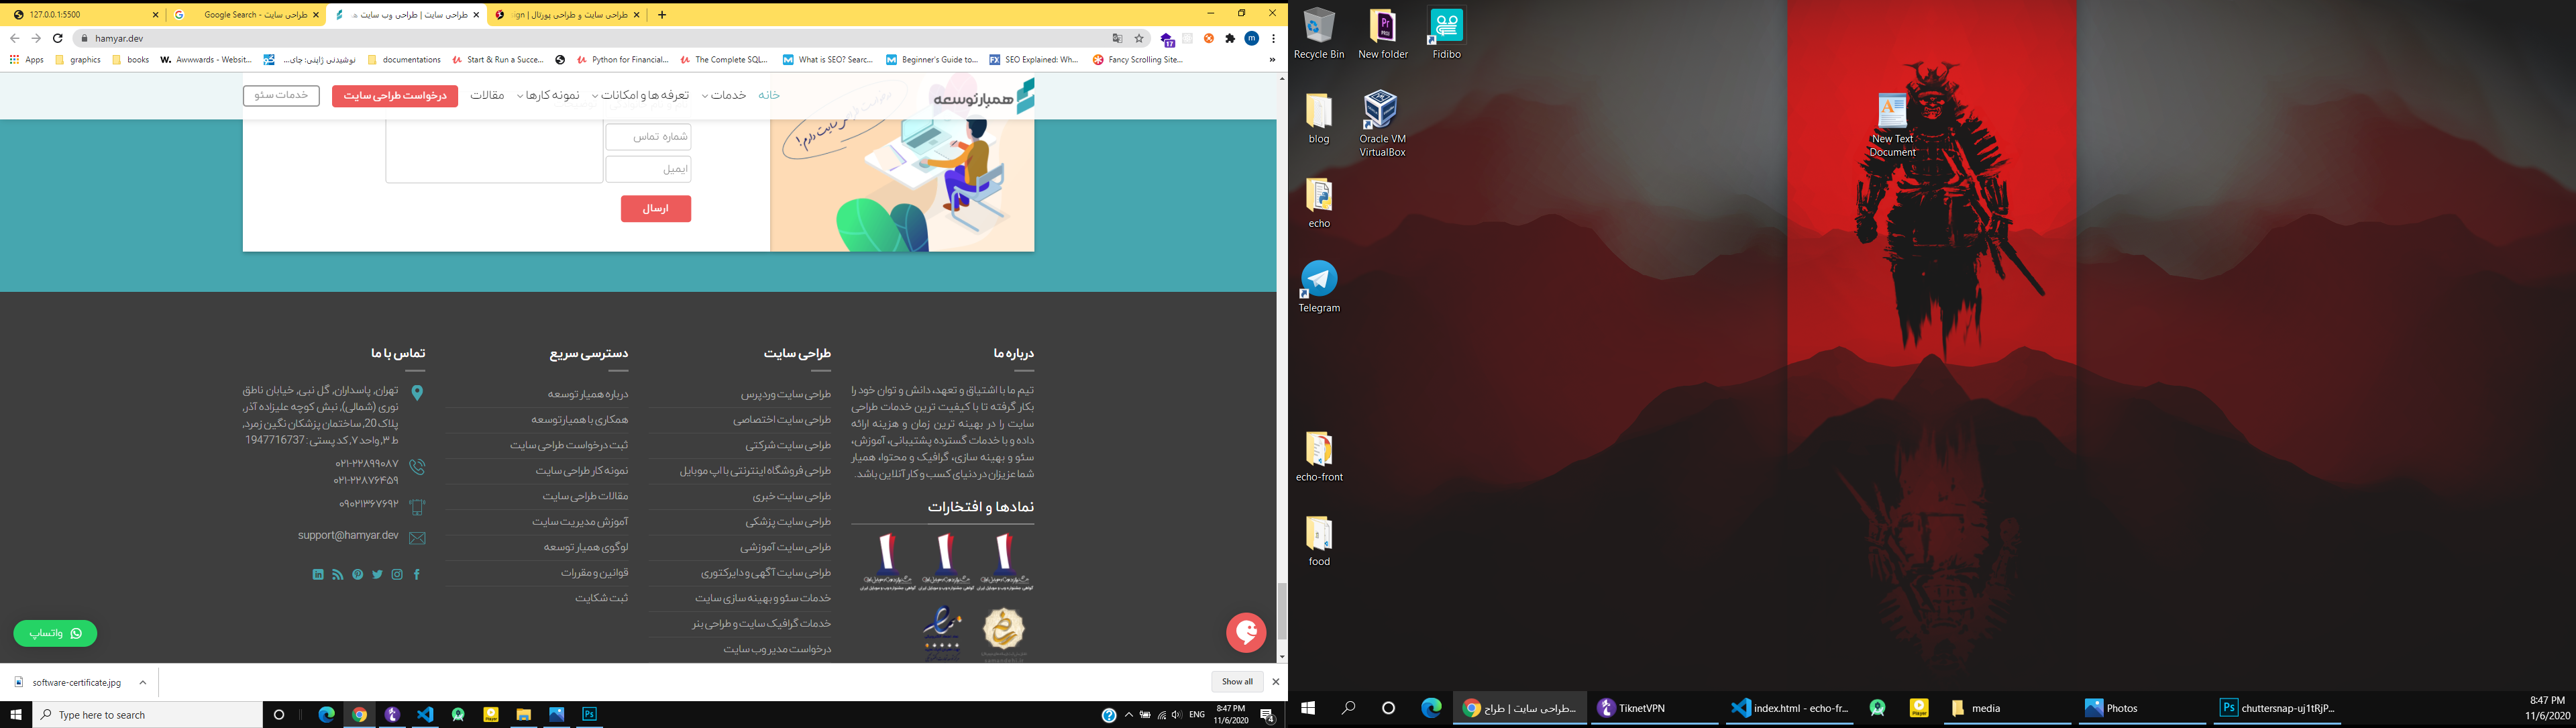 127.0.0.1:5500
طراحی سایت - Google Search
طراحی سایت | طراحی وب سایت
طراحی سایت و طراحی پورتال | sign
hamyar.dev
17
m
Apps
graphics
books
W. Awwwards - Websit...
نوشیدنی ژاپنی: چای...
documentations
Start & Run a Succe...
Python for Financial...
The Complete SQL...
What is SEO? Searc...
Beginner's Guide to...
FX SEO Explained: Wh...
Fancy Scrolling Site...
»
همیار توسعه
خانه
خدمات
تعرفه ها و امکانات
نمونه کارها
مقالات
درخواست طراحی سایت
خدمات سئو
شماره تماس
ایمیل
ارسال
درباره ما
تیم ما با اشتیاق و تعهد، دانش و توان خود را
بکار گرفته تا با کیفیت ترین خدمات طراحی
سایت را در بهینه ترین زمان و هزینه ارائه
داده و با خدمات گسترده پشتیبانی، آموزش،
سئو و بهینه سازی، گرافیک و محتوا، همیار
شما عزیزان در دنیای کسب و کار آنلاین باشد.
نمادها و افتخارات
طراحی سایت
طراحی سایت وردپرس
طراحی سایت اختصاصی
طراحی سایت شرکتی
طراحی فروشگاه اینترنتی با اپ موبایل
طراحی سایت خبری
طراحی سایت پزشکی
طراحی سایت آموزشی
طراحی سایت آگهی و دایرکتوری
خدمات سئو و بهینه سازی سایت
خدمات گرافیک سایت و طراحی بنر
درخواست مدیر وب سایت
دسترسی سریع
درباره همیار توسعه
همکاری با همیار توسعه
ثبت درخواست طراحی سایت
نمونه کار طراحی سایت
مقالات طراحی سایت
آموزش مدیریت سایت
لوگوی همیار توسعه
قوانین و مقررات
ثبت شکایت
تماس با ما
تهران, پاسداران, گل نبی, خیابان ناطق
نوری (شمالی), نبش کوچه علیزاده آذر,
پلاک 20, ساختمان پزشکان نگین زمرد,
ط ۳, واحد ۷, کد پستی : 1947716737
۰۲۱-۲۲۸۹۹۰۸۷
۰۲۱-۲۲۸۷۶۴۵۹
۰۹۰۲۱۳۶۷۶۹۲
support@hamyar.dev
واتساپ
software-certificate.jpg
Show all
Type here to search
ENG
8:47 PM
11/6/2020
4
Recycle Bin
New folder
Fidibo
blog
Oracle VM
VirtualBox
New Text
Document
echo
Telegram
echo-front
food
طراحی سایت | طراح...
TiknetVPN
index.html - echo-fr...
media
Photos
chuttersnap-uj1tRjP...
8:47 PM
11/6/2020